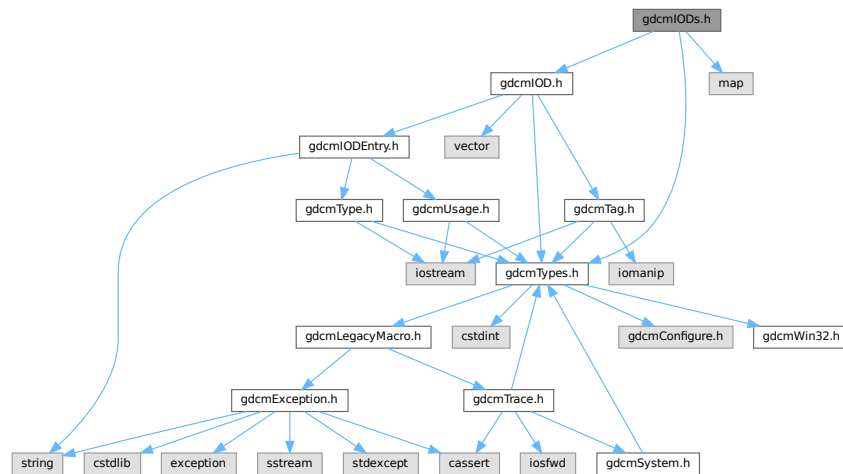 gdcmIODs.h
gdcmIOD.h
map
gdcmIODEntry.h
vector
gdcmType.h
gdcmUsage.h
gdcmTag.h
iostream
gdcmTypes.h
iomanip
gdcmLegacyMacro.h
cstdint
gdcmConfigure.h
gdcmWin32.h
gdcmException.h
gdcmTrace.h
string
cstdlib
exception
sstream
stdexcept
cassert
iosfwd
gdcmSystem.h